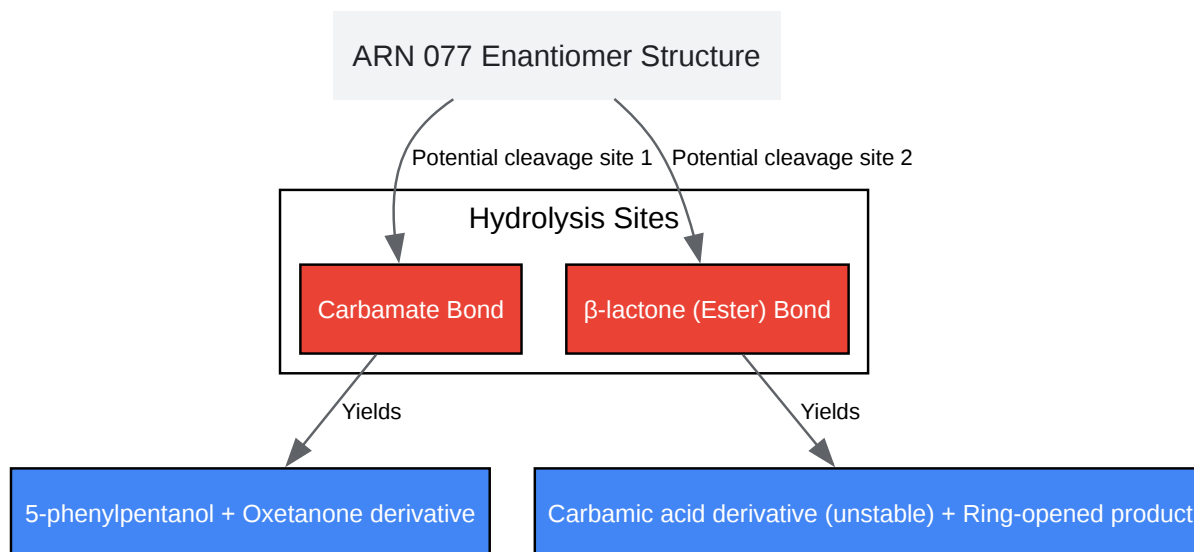 ARN 077 Enantiomer Structure
Potential cleavage site 1
Potential cleavage site 2
Hydrolysis Sites
Carbamate Bond
β-lactone (Ester) Bond
Yields
Yields
5-phenylpentanol + Oxetanone derivative
Carbamic acid derivative (unstable) + Ring-opened product